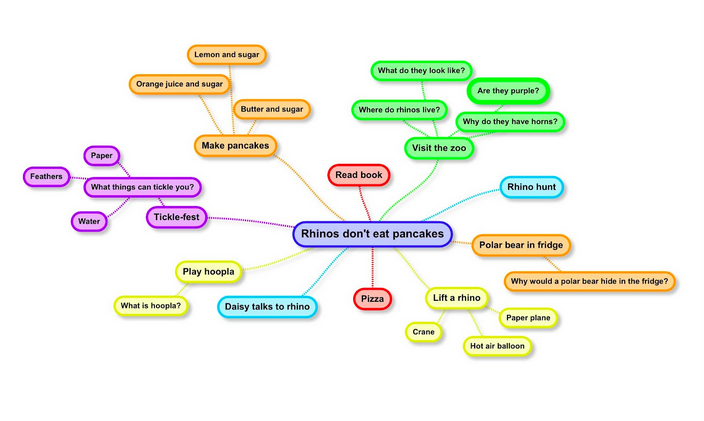 Lemon and sugar
What do they look like?
Orange juice and sugar
Are they purple?
Butter and sugar
Where do rhinos live?
Why do they have horns?
Make pancakes
Visit the zoo
Paper
Feathers
What things can tickle you?
Read book
Rhino hunt
Water
Tickle-fest
Rhinos don't eat pancakes
Polar bear in fridge
Play hoopla
Why would a polar bear hide in the fridge?
What is hoopla?
Daisy talks to rhino
Pizza
Lift a rhino
Paper plane
Crane
Hot air balloon